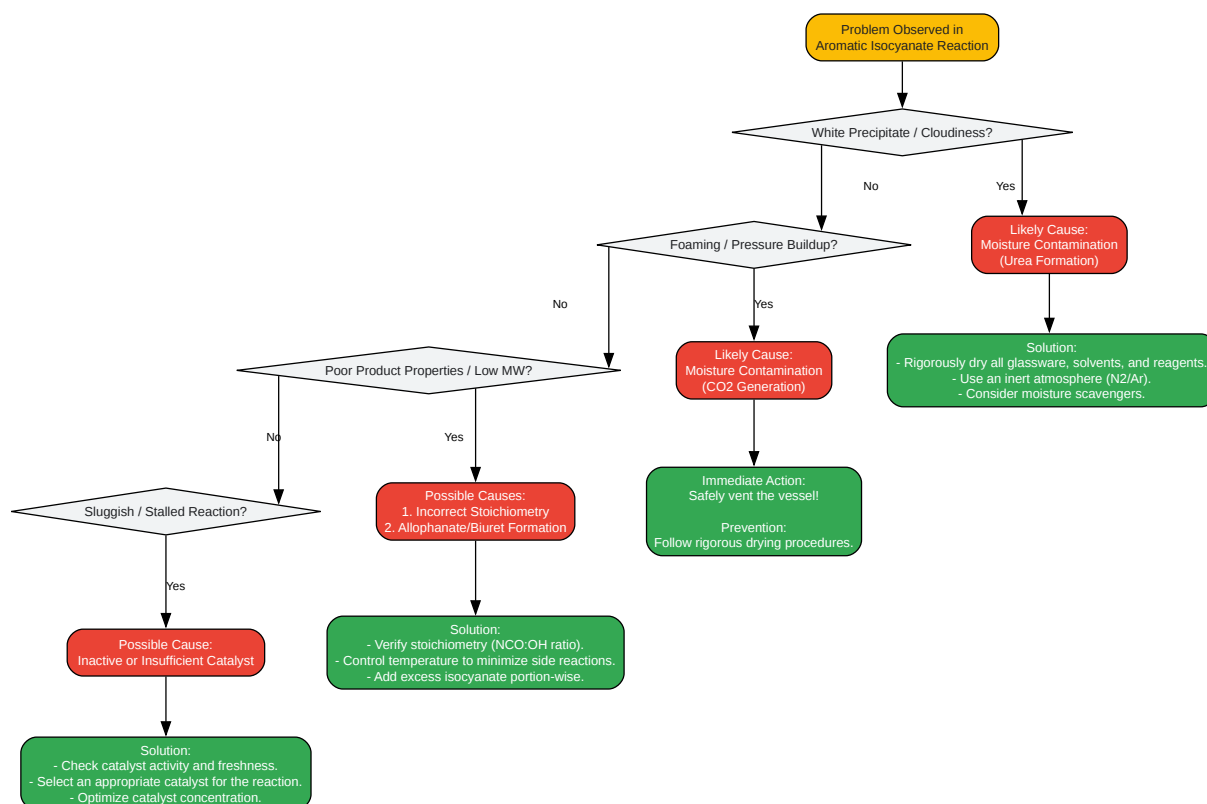 Problem Observed in
Aromatic Isocyanate Reaction
White Precipitate / Cloudiness?
No
Yes
Foaming / Pressure Buildup?
Likely Cause:
Moisture Contamination
(Urea Formation)
No
Yes
Solution:
- Rigorously dry all glassware, solvents, and reagents.
- Use an inert atmosphere (N2/Ar).
- Consider moisture scavengers.
Poor Product Properties / Low MW?
Likely Cause:
Moisture Contamination
(CO2 Generation)
No
Yes
Immediate Action:
Safely vent the vessel!
Prevention:
Follow rigorous drying procedures.
Sluggish / Stalled Reaction?
Possible Causes:
1. Incorrect Stoichiometry
2. Allophanate/Biuret Formation
Yes
Solution:
- Verify stoichiometry (NCO:OH ratio).
- Control temperature to minimize side reactions.
- Add excess isocyanate portion-wise.
Possible Cause:
Inactive or Insufficient Catalyst
Solution:
- Check catalyst activity and freshness.
- Select an appropriate catalyst for the reaction.
- Optimize catalyst concentration.